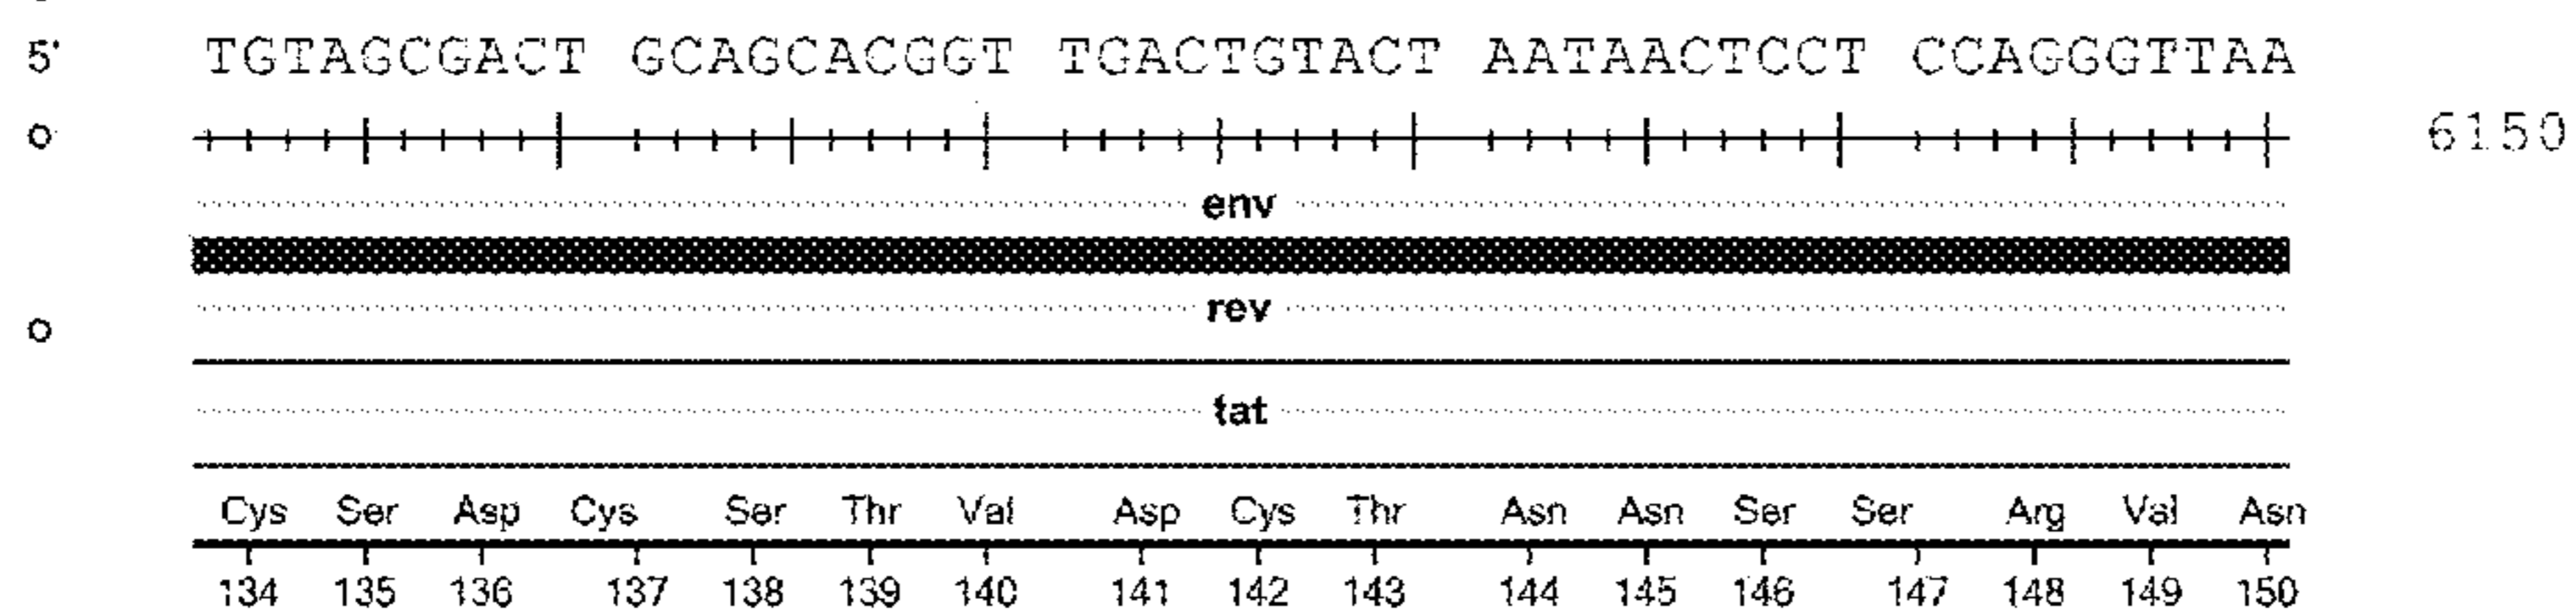 5' TGTAGCGACT GCAGCACGGT TGACTGTACT AATAACTCCT CCAGGGTTAA
6150
env
rev
tat
Cys Ser Asp Cys Ser Thr Val Asp Cys Thr Asn Asn Ser Ser Arg Val Asn
134 135 136 137 138 139 140 141 142 143 144 145 146 147 148 149 150